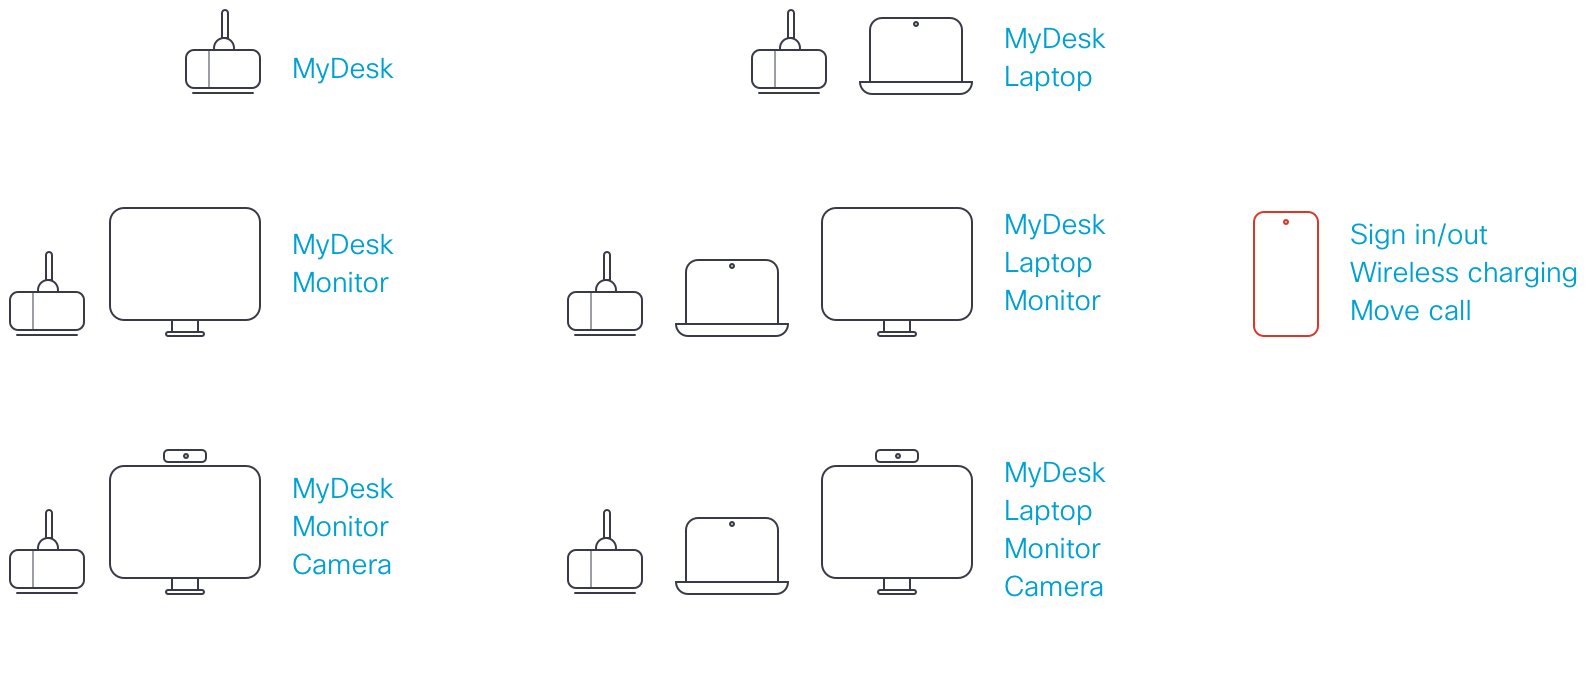 MyDesk
MyDesk
Laptop
MyDesk
Monitor
MyDesk
Laptop
Monitor
Sign in/out
Wireless charging
Move call
MyDesk
Monitor
Camera
MyDesk
Laptop
Monitor
Camera